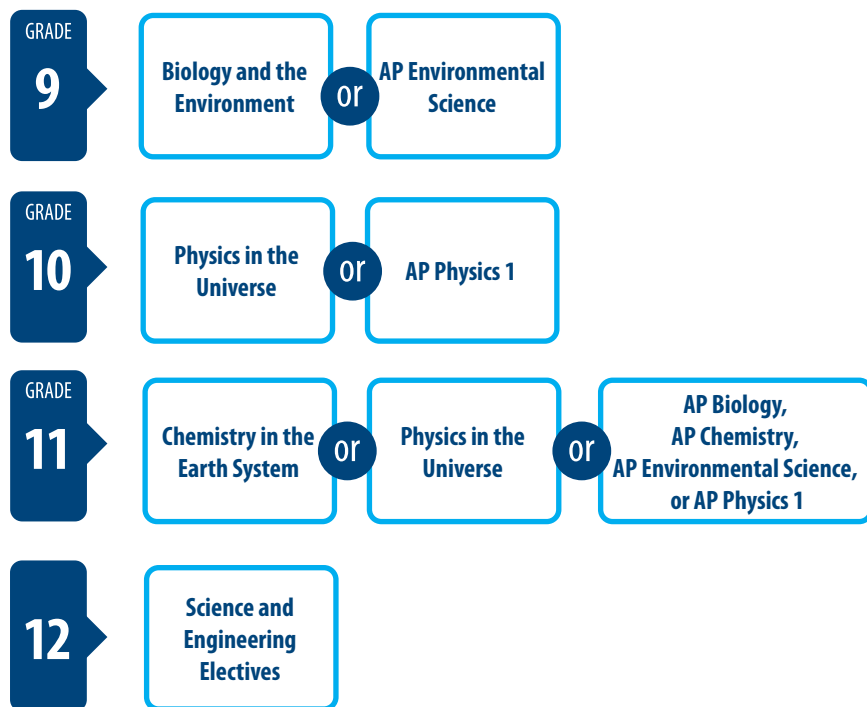 GRADE
9
Biology and the
Environment
or
AP Environmental
Science
GRADE
10
Physics in the
Universe
or
AP Physics 1
GRADE
11
Chemistry in the
Earth System
or
Physics in the
Universe
or
AP Biology,
AP Chemistry,
AP Environmental Science,
or AP Physics 1
12
Science and
Engineering
Electives